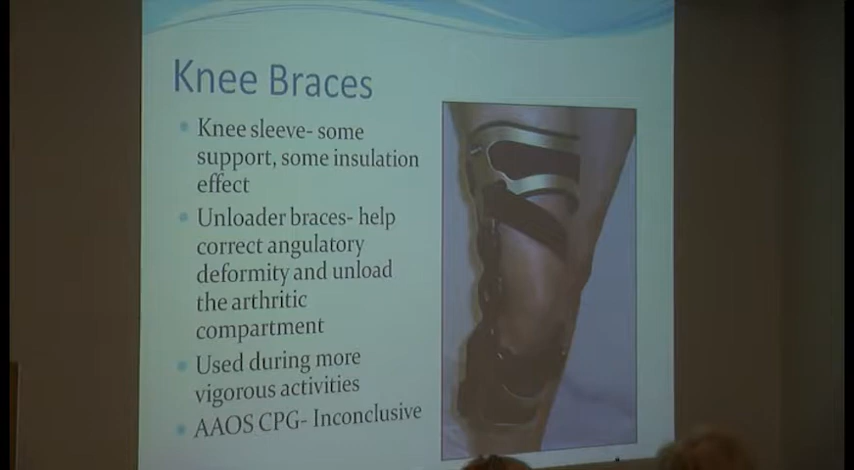 Knee Braces
Knee sleeve- some
support, some insulation
effect
Unloader braces- help
correct angulatory
deformity and unload
the arthritic
compartment
Used during more
vigorous activities
AAOS CPG- Inconclusive